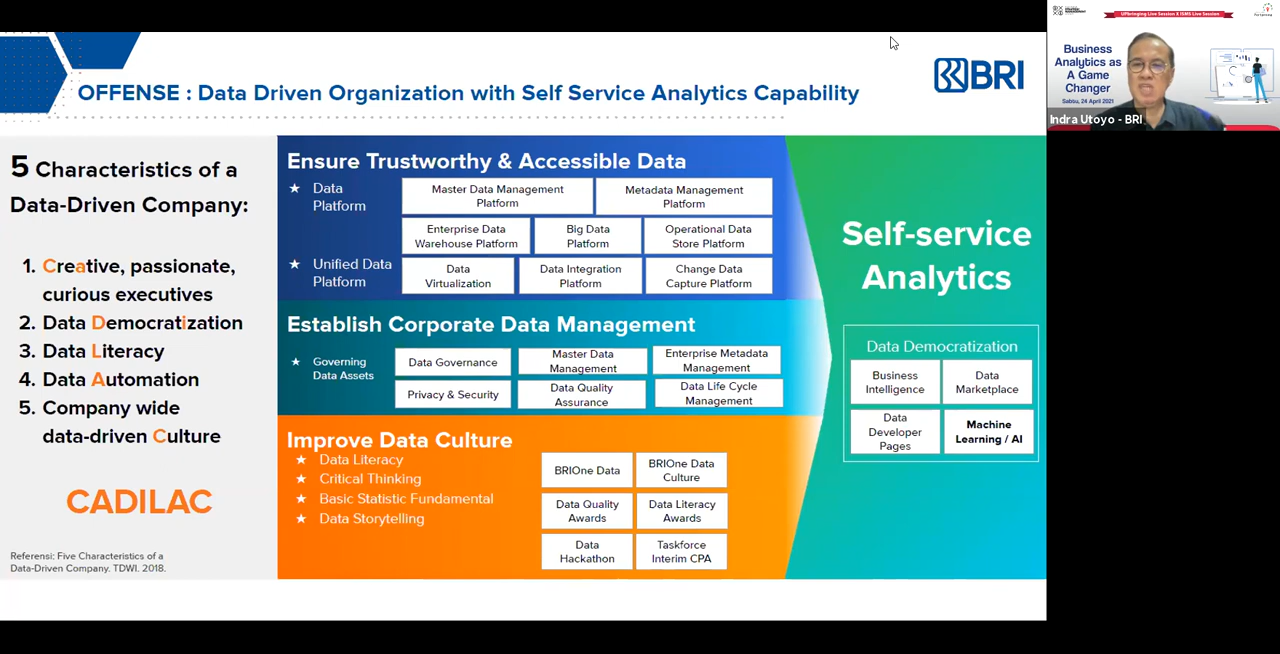 OFFENSE : Data Driven Organization with Self Service Analytics Capability
BRI
5 Characteristics of a
Data-Driven Company:
1. Creative, passionate,
curious executives
2. Data Democratization
3. Data Literacy
4. Data Automation
5. Company wide
data-driven Culture
CADILAC
Referensi: Five Characteristics of a
Data-Driven Company. TDWI. 2018.
Ensure Trustworthy & Accessible Data
★ Data
Platform
Master Data Management
Platform
Metadata Management
Platform
Enterprise Data
Warehouse Platform
Big Data
Platform
Operational Data
Store Platform
★ Unified Data
Platform
Data
Virtualization
Data Integration
Platform
Change Data
Capture Platform
Establish Corporate Data Management
★ Governing
Data Assets
Data Governance
Master Data
Management
Enterprise Metadata
Management
Privacy & Security
Data Quality
Assurance
Data Life Cycle
Management
Improve Data Culture
★ Data Literacy
★ Critical Thinking
★ Basic Statistic Fundamental
★ Data Storytelling
BRIOne Data
BRIOne Data
Culture
Data Quality
Awards
Data Literacy
Awards
Data
Hackathon
Taskforce
Interim CPA
Self-service
Analytics
Data Democratization
Business
Intelligence
Data
Marketplace
Data
Developer
Pages
Machine
Learning / AI
UPbringing Live Session X ISMS Live Session
Business
Analytics as
A Game
Changer
Sabtu, 24 April 2021
Indra Utoyo - BRI